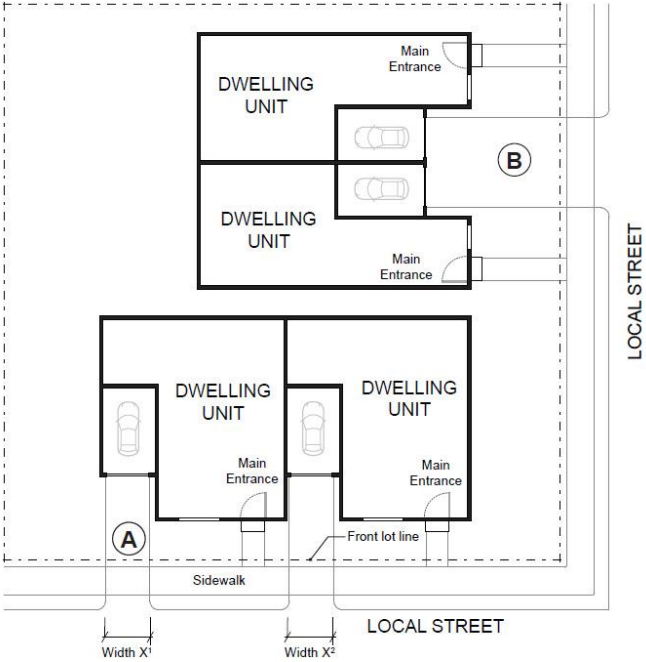 Main
Entrance
DWELLING
UNIT
B
DWELLING
UNIT
Main
Entrance
LOCAL STREET
DWELLING
UNIT
DWELLING
UNIT
Main
Entrance
Main
Entrance
A
Front lot line
Sidewalk
LOCAL STREET
Width X¹
Width X²